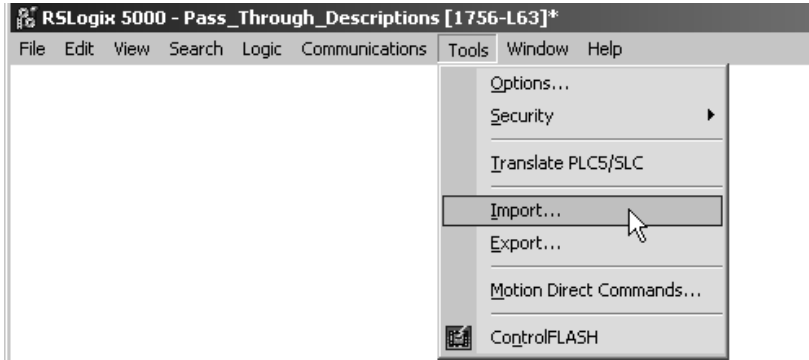 RSLogix 5000 - Pass_Through_Descriptions [1756-L63]*
File Edit View Search Logic Communications Tools Window Help
Options...
Security
Translate PLC5/SLC
Import...
Export...
Motion Direct Commands...
ControlFLASH